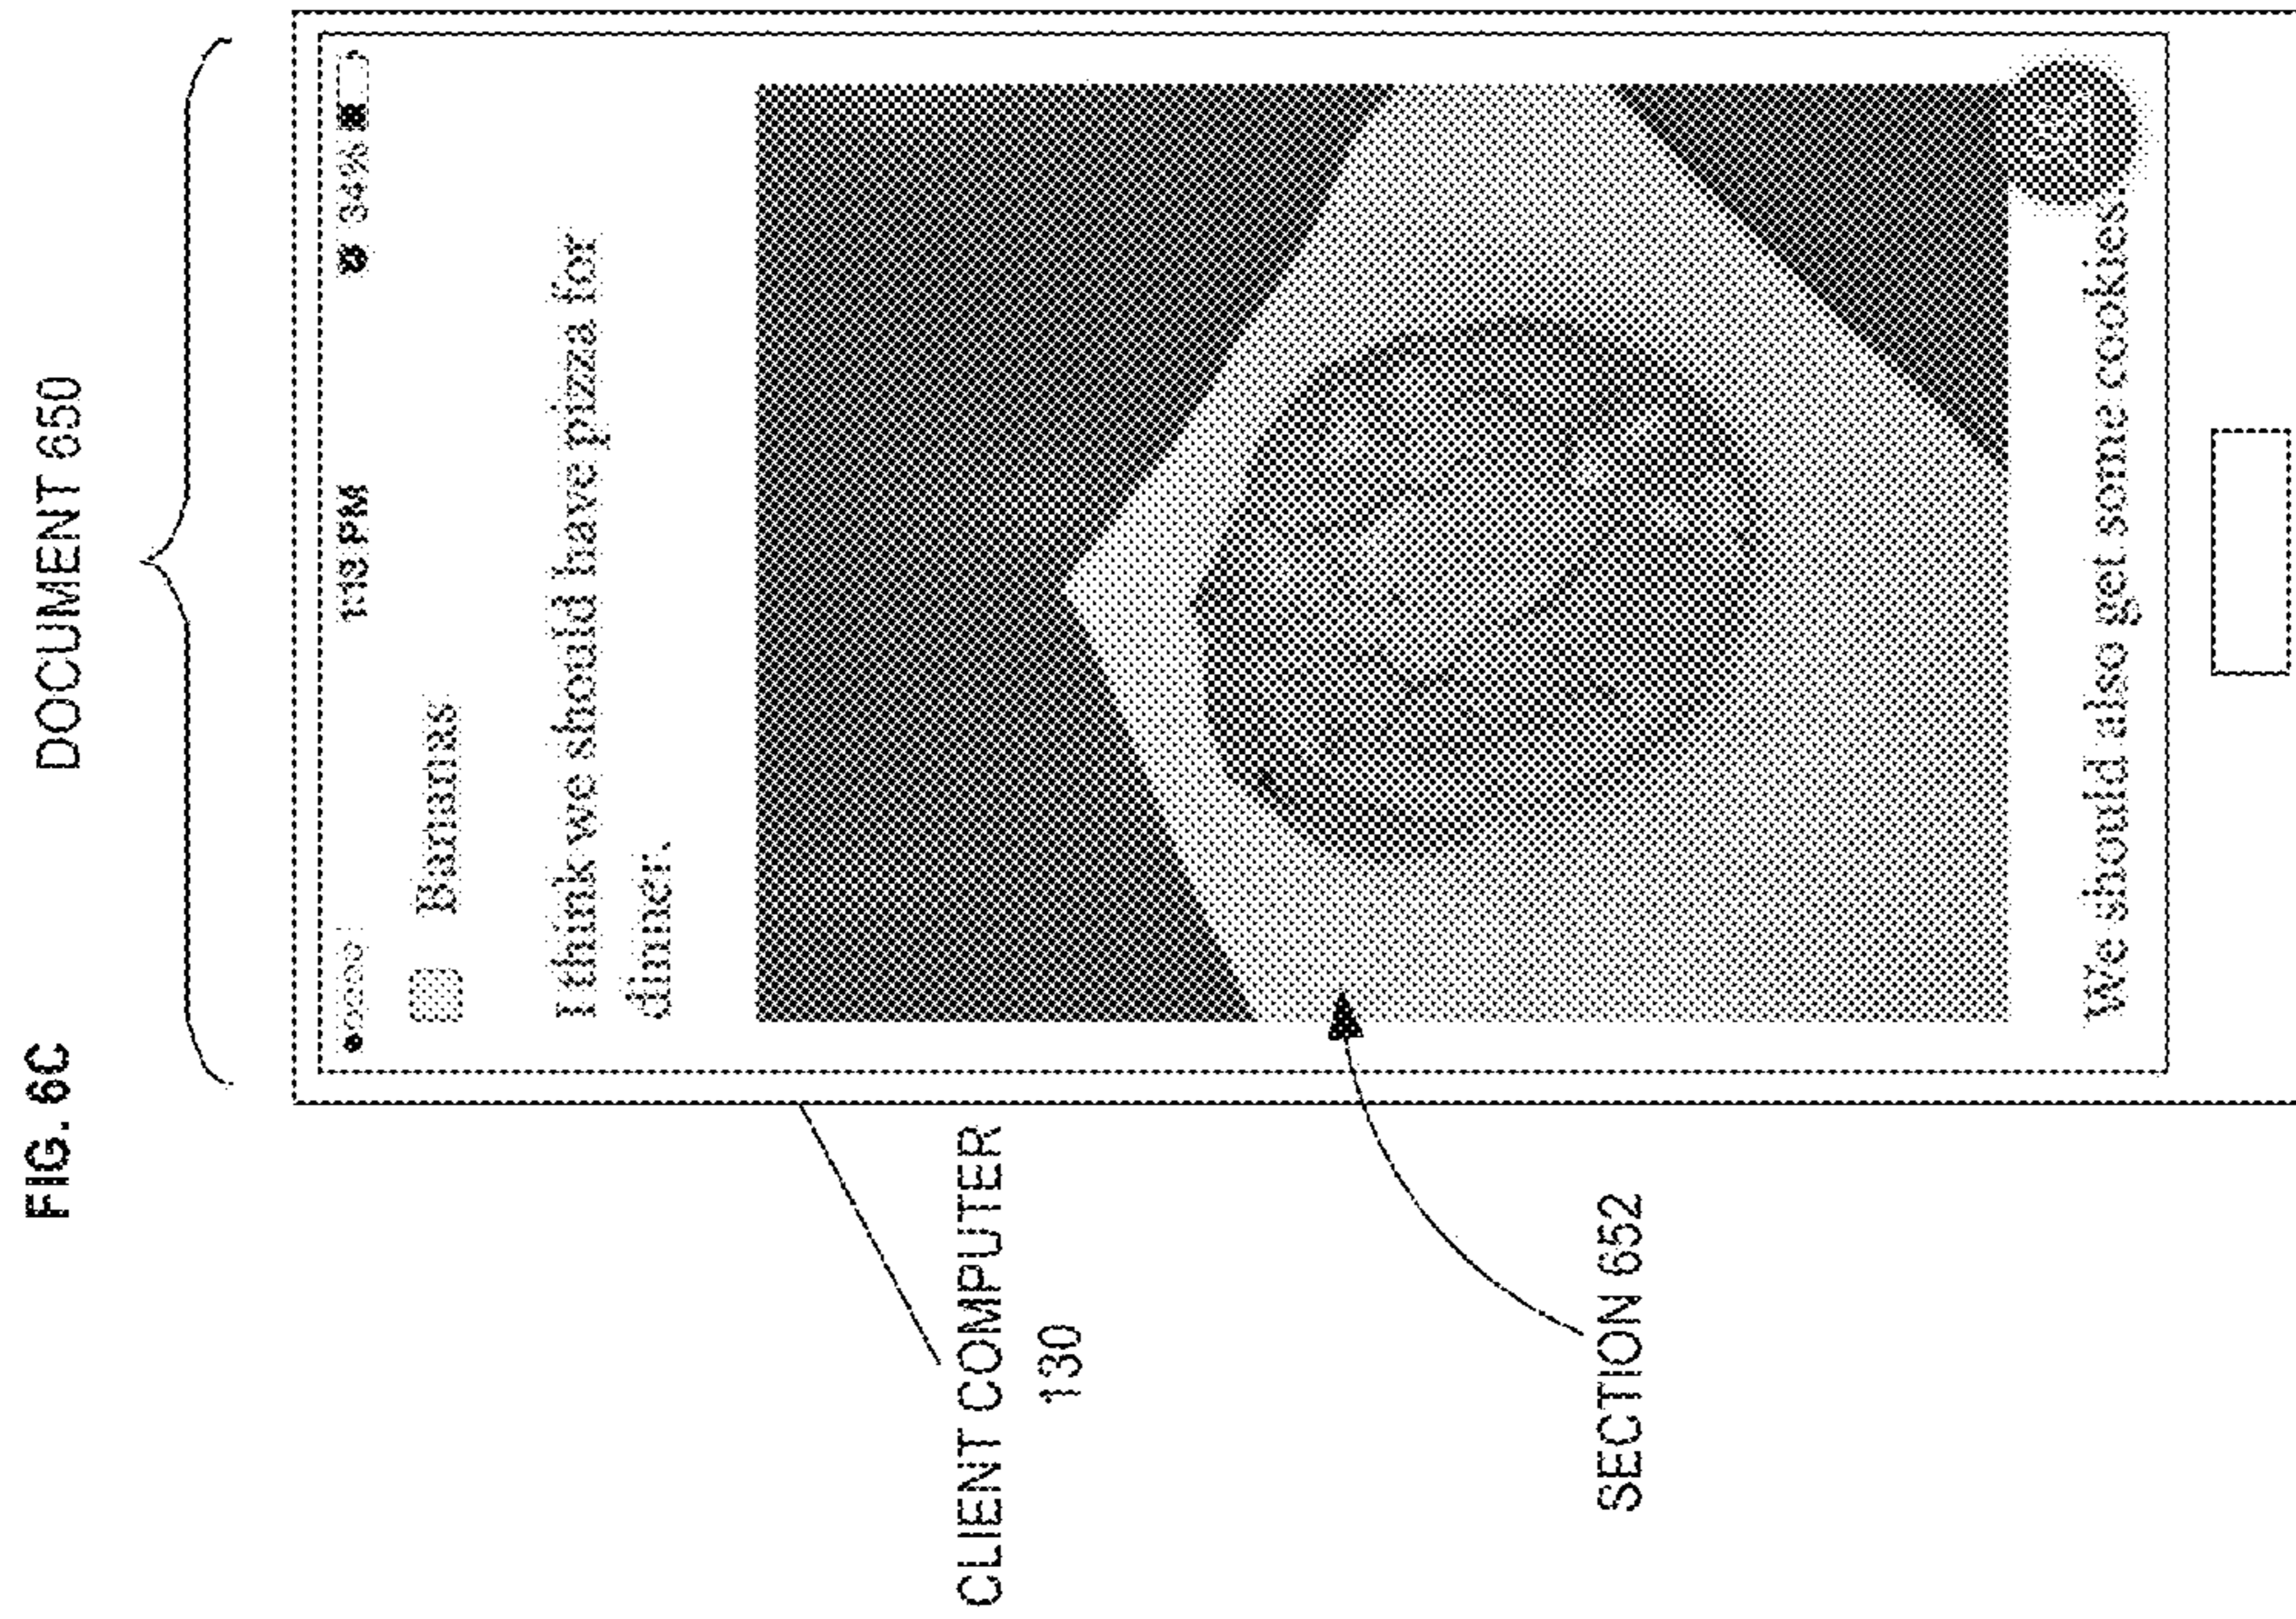 FIG. 6C
DOCUMENT 650
1:13 PM
34%
Bananas
I think we should have pizza for
dinner.
We should also get some cookies.
CLIENT COMPUTER
130
SECTION 652